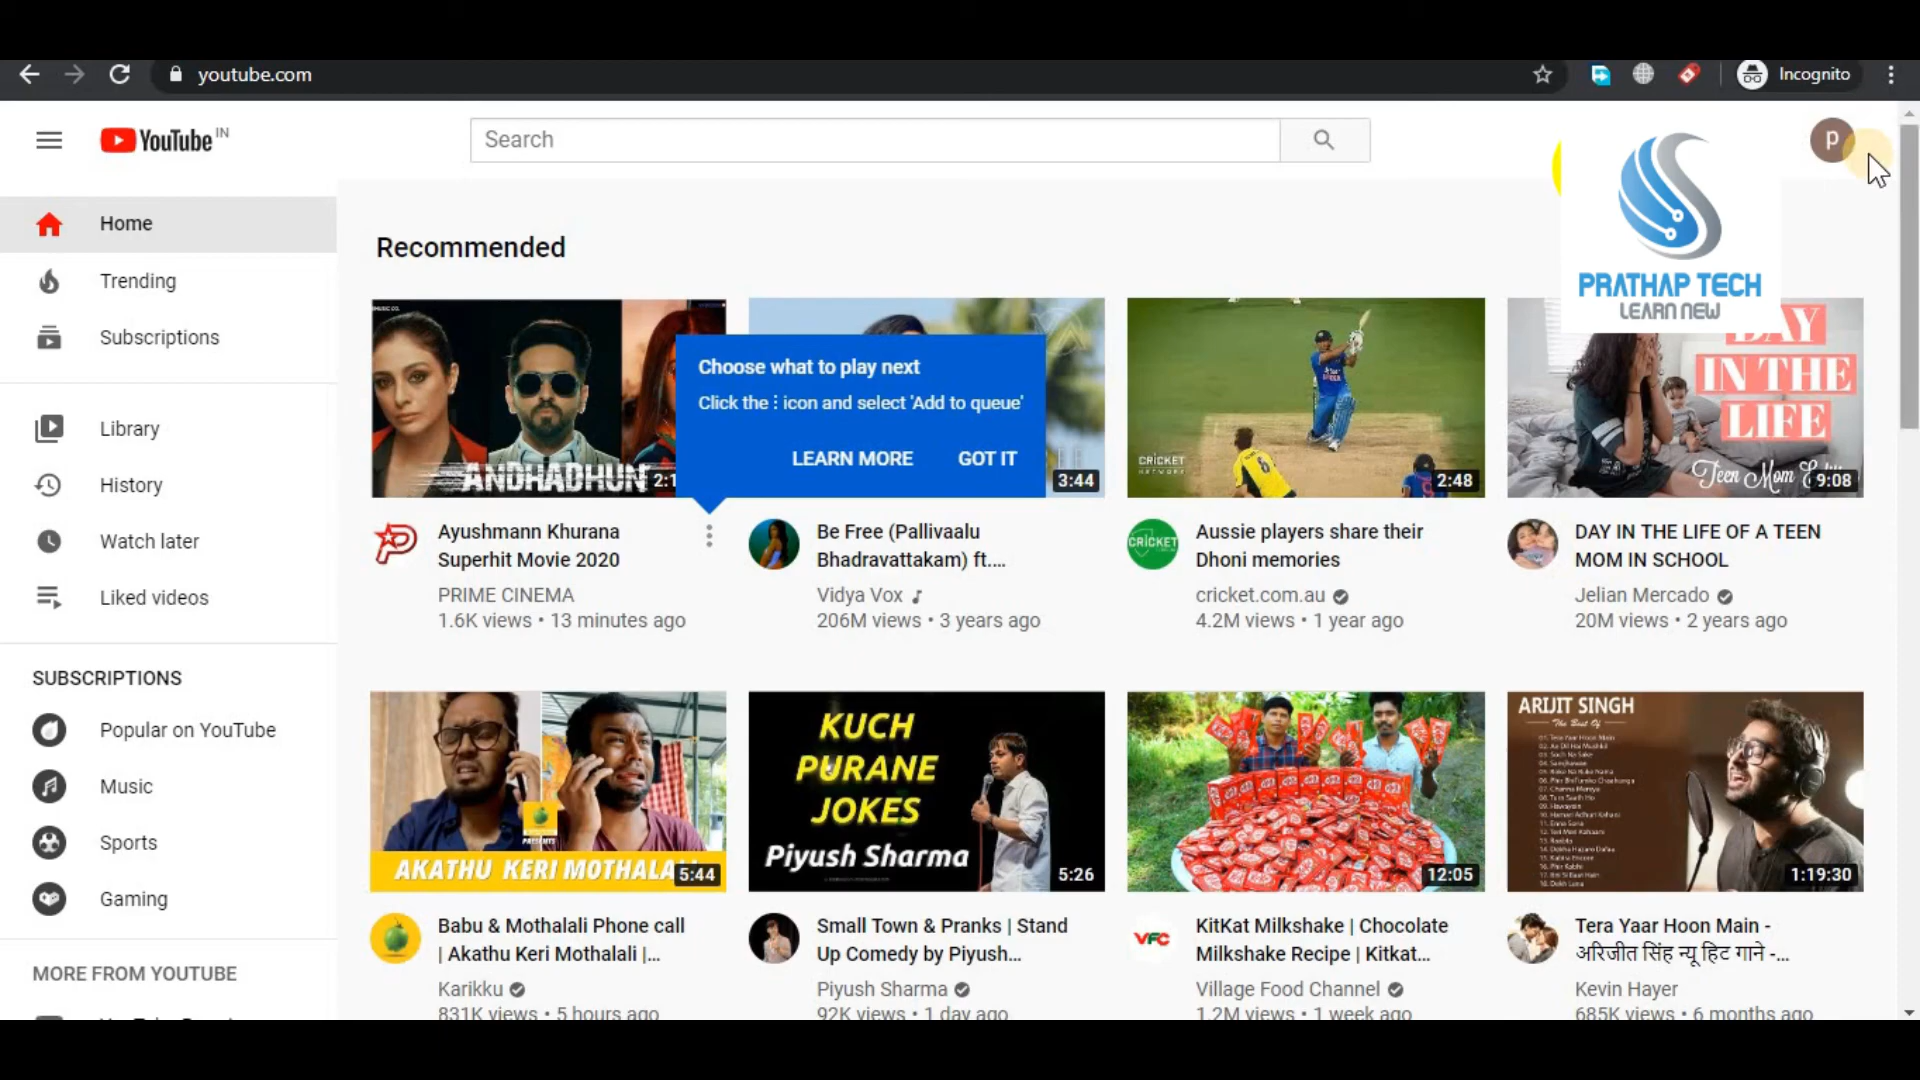 youtube.com
Incognito
YouTube IN
Search
P
PRATHAP TECH
LEARN NEW
Home
Trending
Subscriptions
Library
History
Watch later
Liked videos
SUBSCRIPTIONS
Popular on YouTube
Music
Sports
Gaming
MORE FROM YOUTUBE
Recommended
ANDHADHUN
Choose what to play next
Click the ⋮ icon and select 'Add to queue'
LEARN MORE GOT IT
3:44
CRICKET
NETWORK
2:48
DAY
IN THE
LIFE
Teen Mom
9:08
Ayushmann Khurana
Superhit Movie 2020
PRIME CINEMA
1.6K views • 13 minutes ago
Be Free (Pallivaalu
Bhadravattakam) ft....
Vidya Vox
206M views • 3 years ago
CRICKET
Aussie players share their
Dhoni memories
cricket.com.au
4.2M views • 1 year ago
DAY IN THE LIFE OF A TEEN
MOM IN SCHOOL
Jelian Mercado
20M views • 2 years ago
PRESENTS
AKATHU KERI MOTHALALI
5:44
KUCH
PURANE
JOKES
Piyush Sharma
5:26
12:05
ARIJIT SINGH
The Best Of
1:19:30
Babu & Mothalali Phone call
| Akathu Keri Mothalali |...
Karikku
831K views • 5 hours ago
Small Town & Pranks | Stand
Up Comedy by Piyush...
Piyush Sharma
92K views • 1 day ago
VFC
KitKat Milkshake | Chocolate
Milkshake Recipe | Kitkat...
Village Food Channel
1.2M views • 1 week ago
Tera Yaar Hoon Main -
अरिजीत सिंह न्यू हिट गाने -...
Kevin Hayer
685K views • 6 months ago